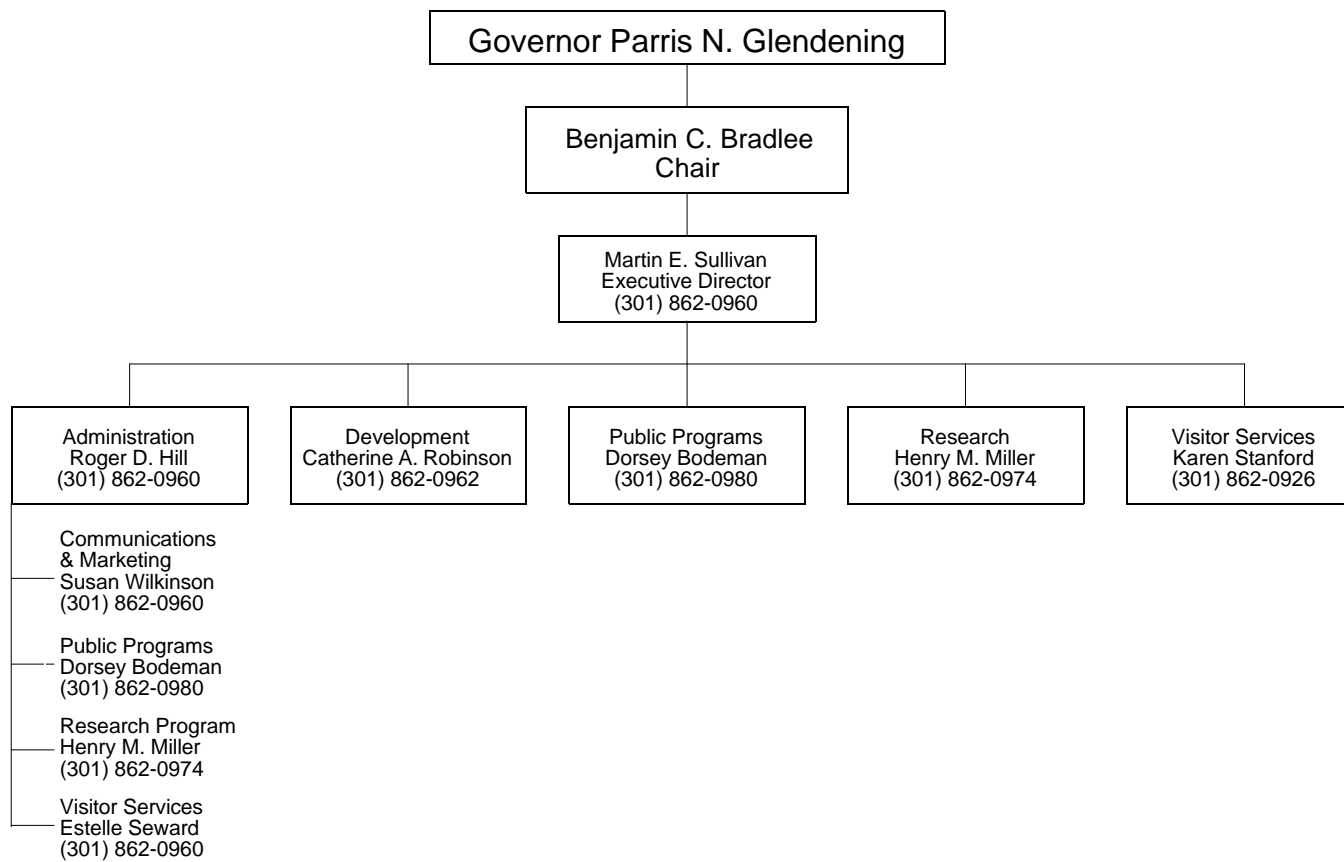 Governor Parris N. Glendening
Benjamin C. Bradlee
Chair
Martin E. Sullivan
Executive Director
(301) 862-0960
Administration
Roger D. Hill
(301) 862-0960
Development
Catherine A. Robinson
(301) 862-0962
Public Programs
Dorsey Bodeman
(301) 862-0980
Research
Henry M. Miller
(301) 862-0974
Visitor Services
Karen Stanford
(301) 862-0926
Communications
& Marketing
Susan Wilkinson
(301) 862-0960
Public Programs
Dorsey Bodeman
(301) 862-0980
Research Program
Henry M. Miller
(301) 862-0974
Visitor Services
Estelle Seward
(301) 862-0960